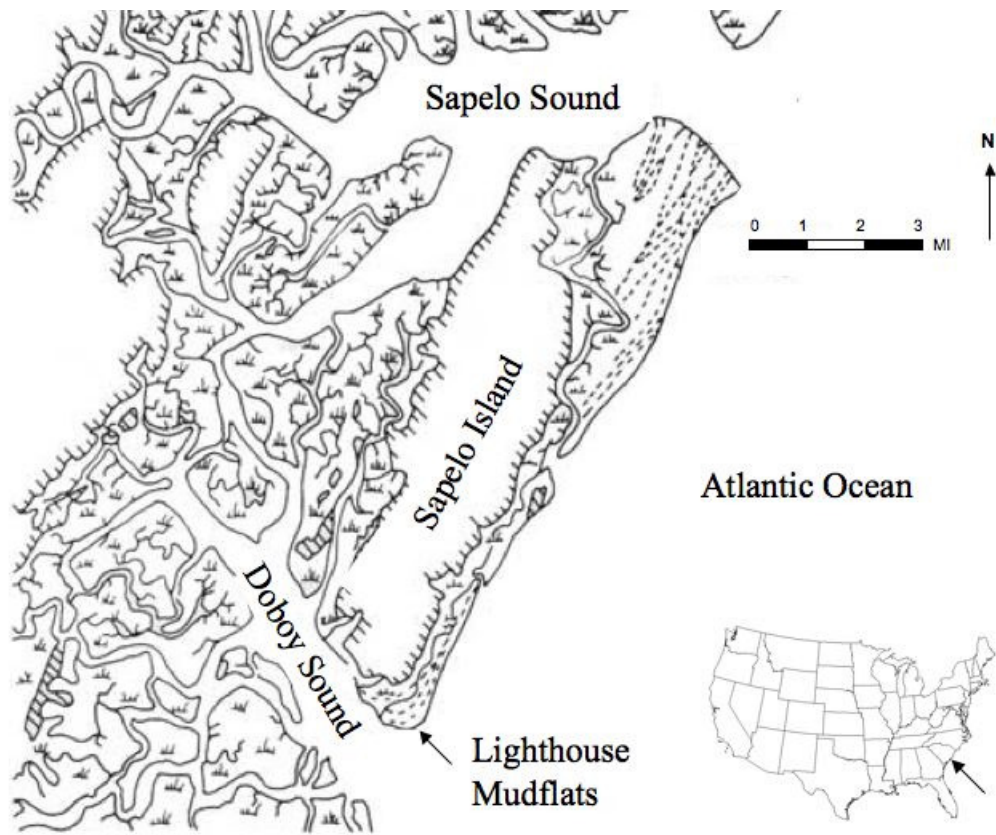 Sapelo Sound
N
0 1 2 3
MI
Sapelo Island
Atlantic Ocean
Doboy Sound
Lighthouse
Mudflats